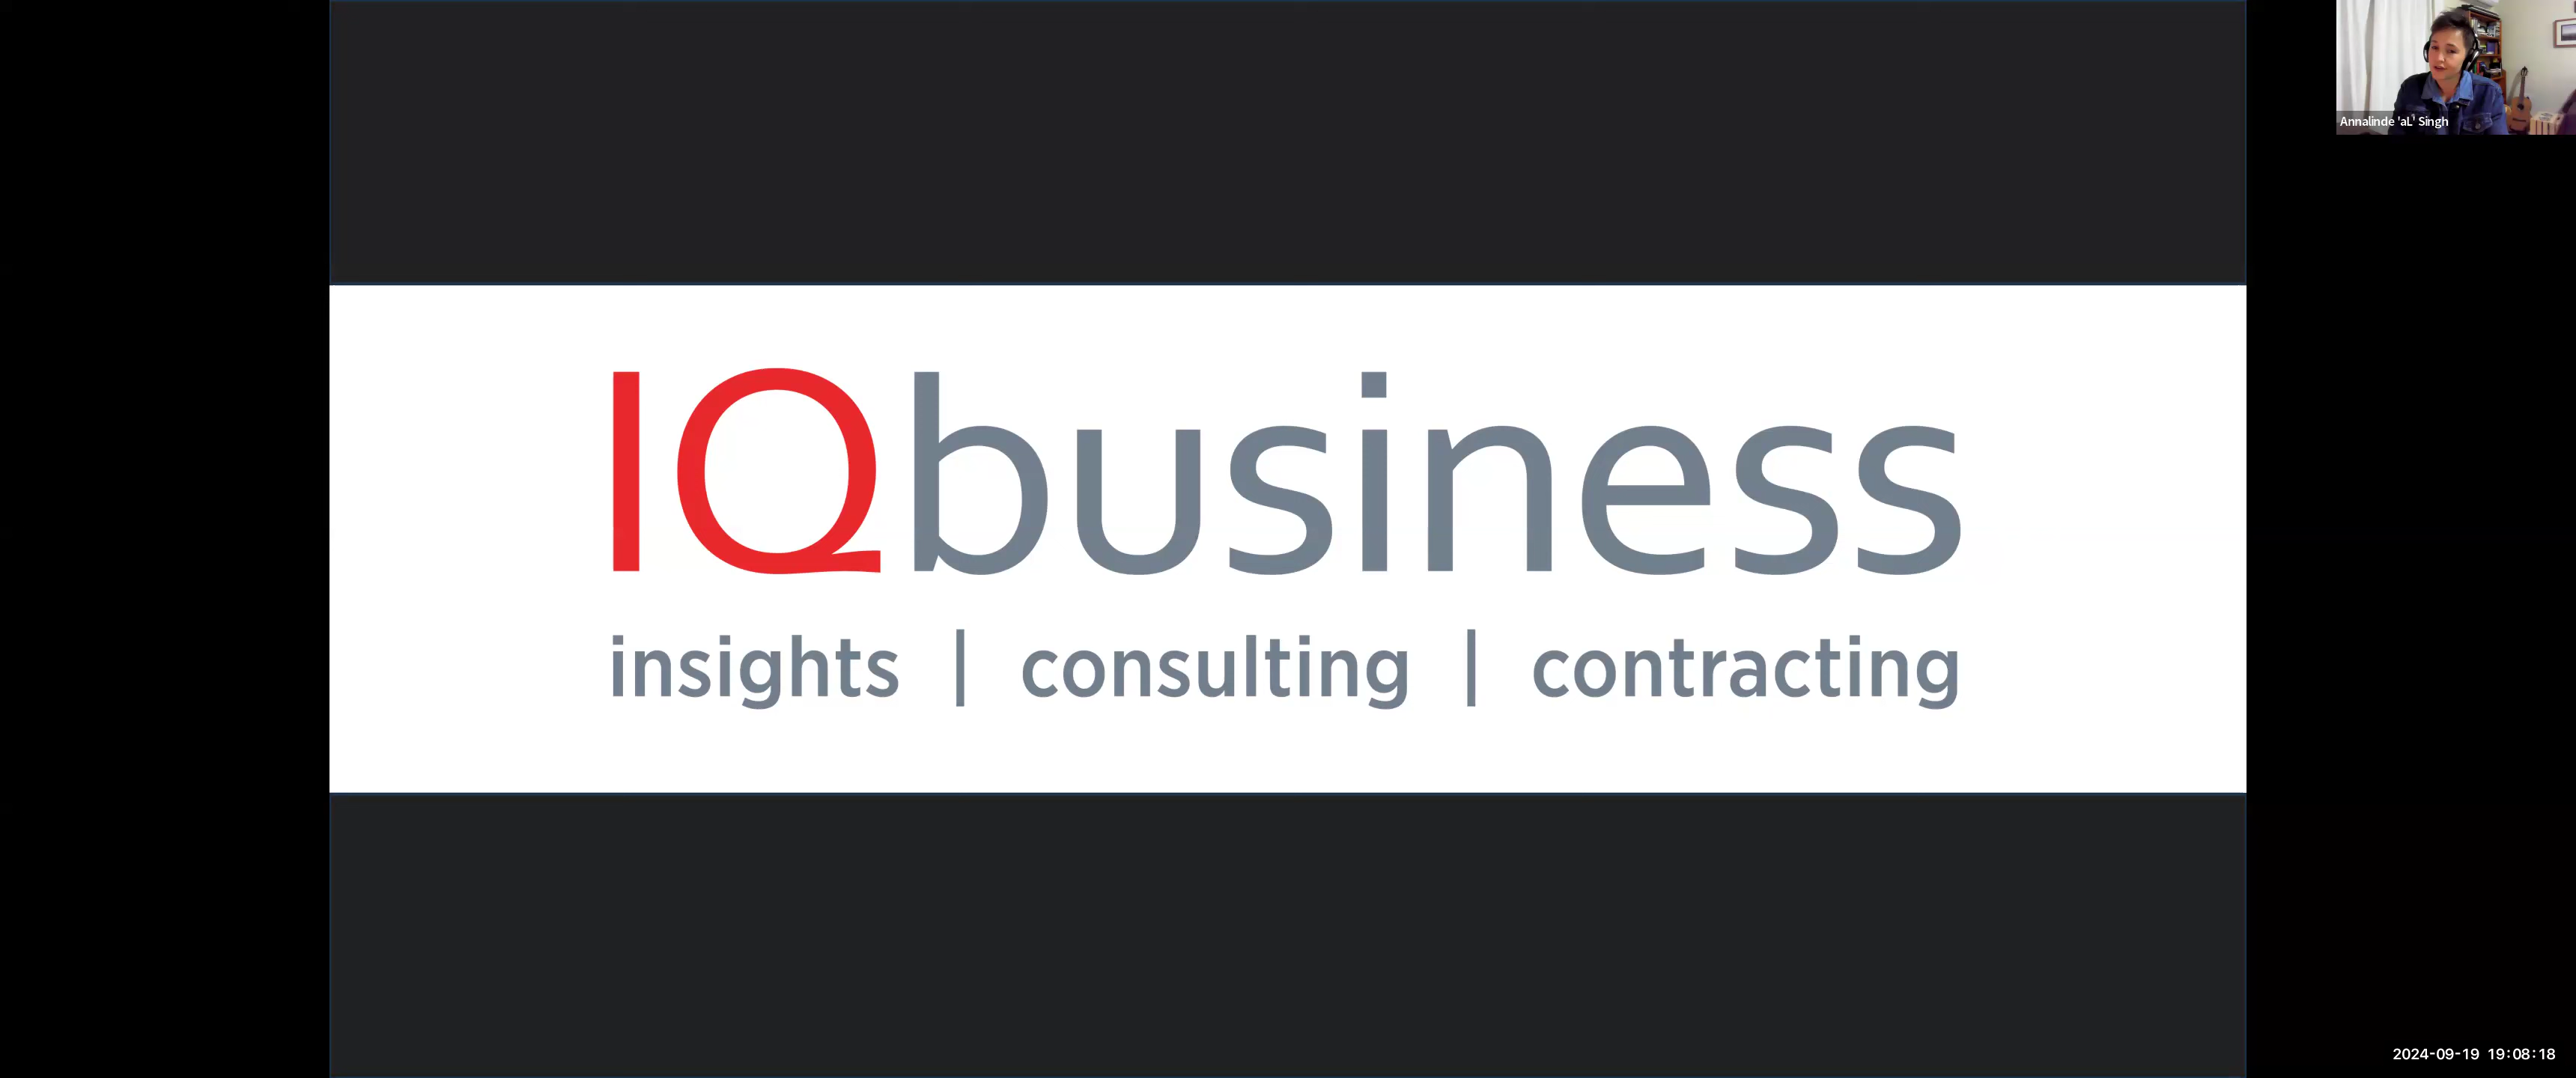 Annalinde 'aL' Singh
IQbusiness
insights | consulting | contracting
2024-09-19 19:08:18